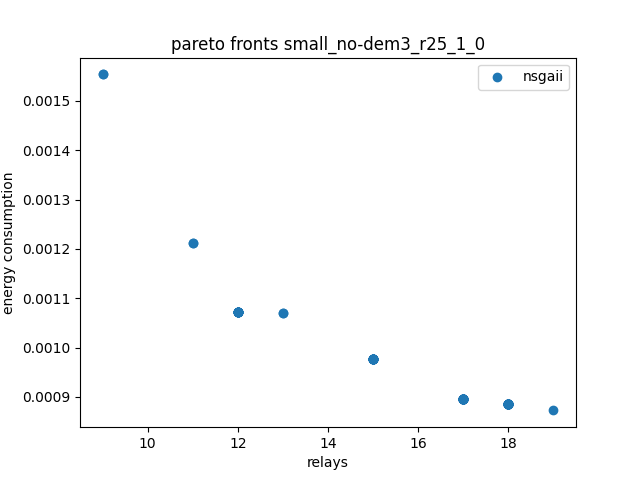 pareto fronts small_no-dem3_r25_1_0
nsgaii
energy consumption
0.0015
0.0014
0.0013
0.0012
0.0011
0.0010
0.0009
10 12 14 16 18
relays